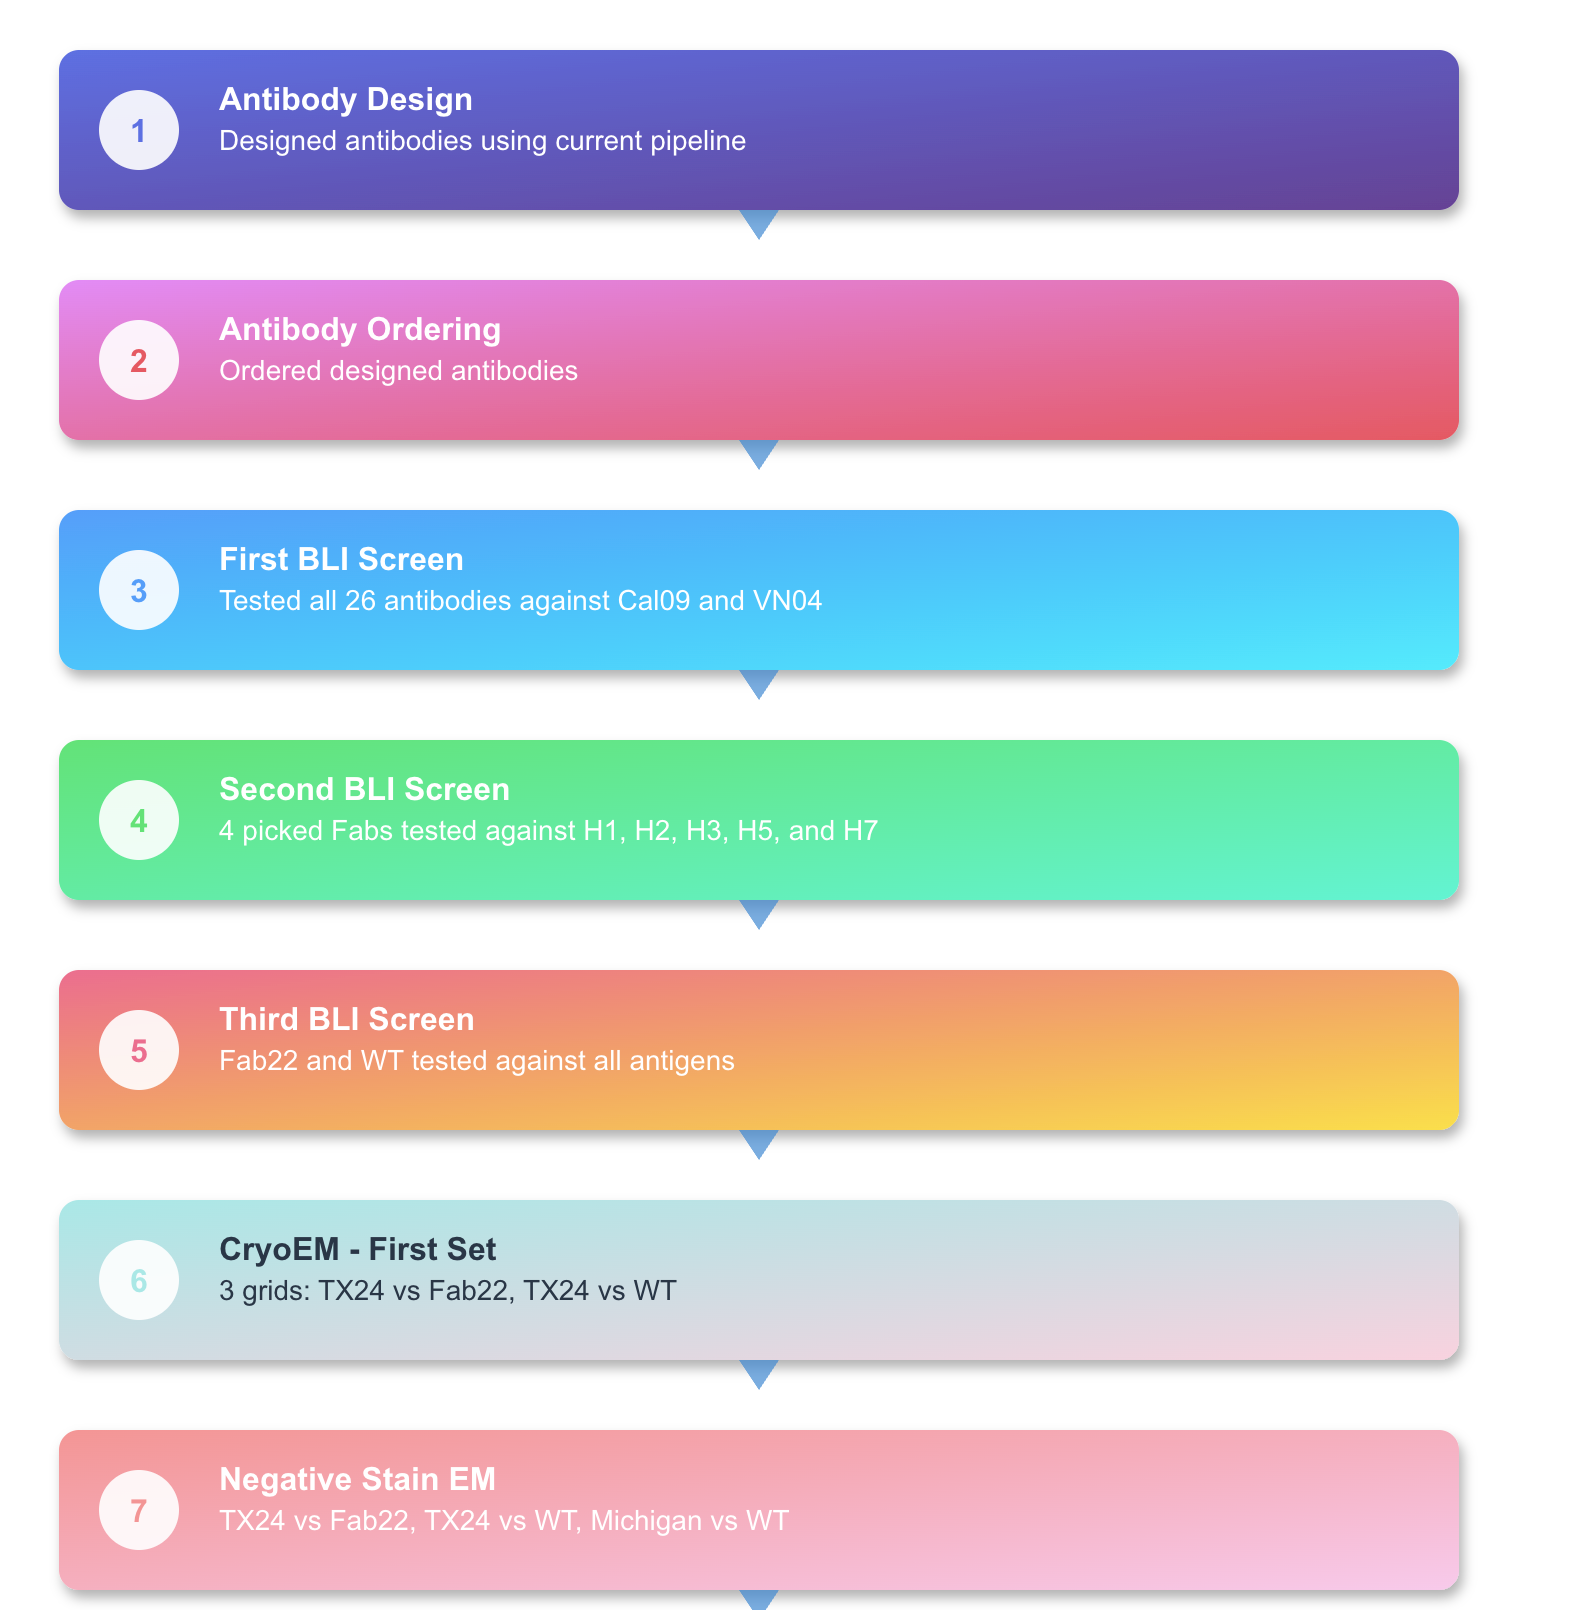 1
Antibody Design
Designed antibodies using current pipeline
2
Antibody Ordering
Ordered designed antibodies
3
First BLI Screen
Tested all 26 antibodies against Cal09 and VN04
4
Second BLI Screen
4 picked Fabs tested against H1, H2, H3, H5, and H7
5
Third BLI Screen
Fab22 and WT tested against all antigens
6
CryoEM - First Set
3 grids: TX24 vs Fab22, TX24 vs WT
7
Negative Stain EM
TX24 vs Fab22, TX24 vs WT, Michigan vs WT